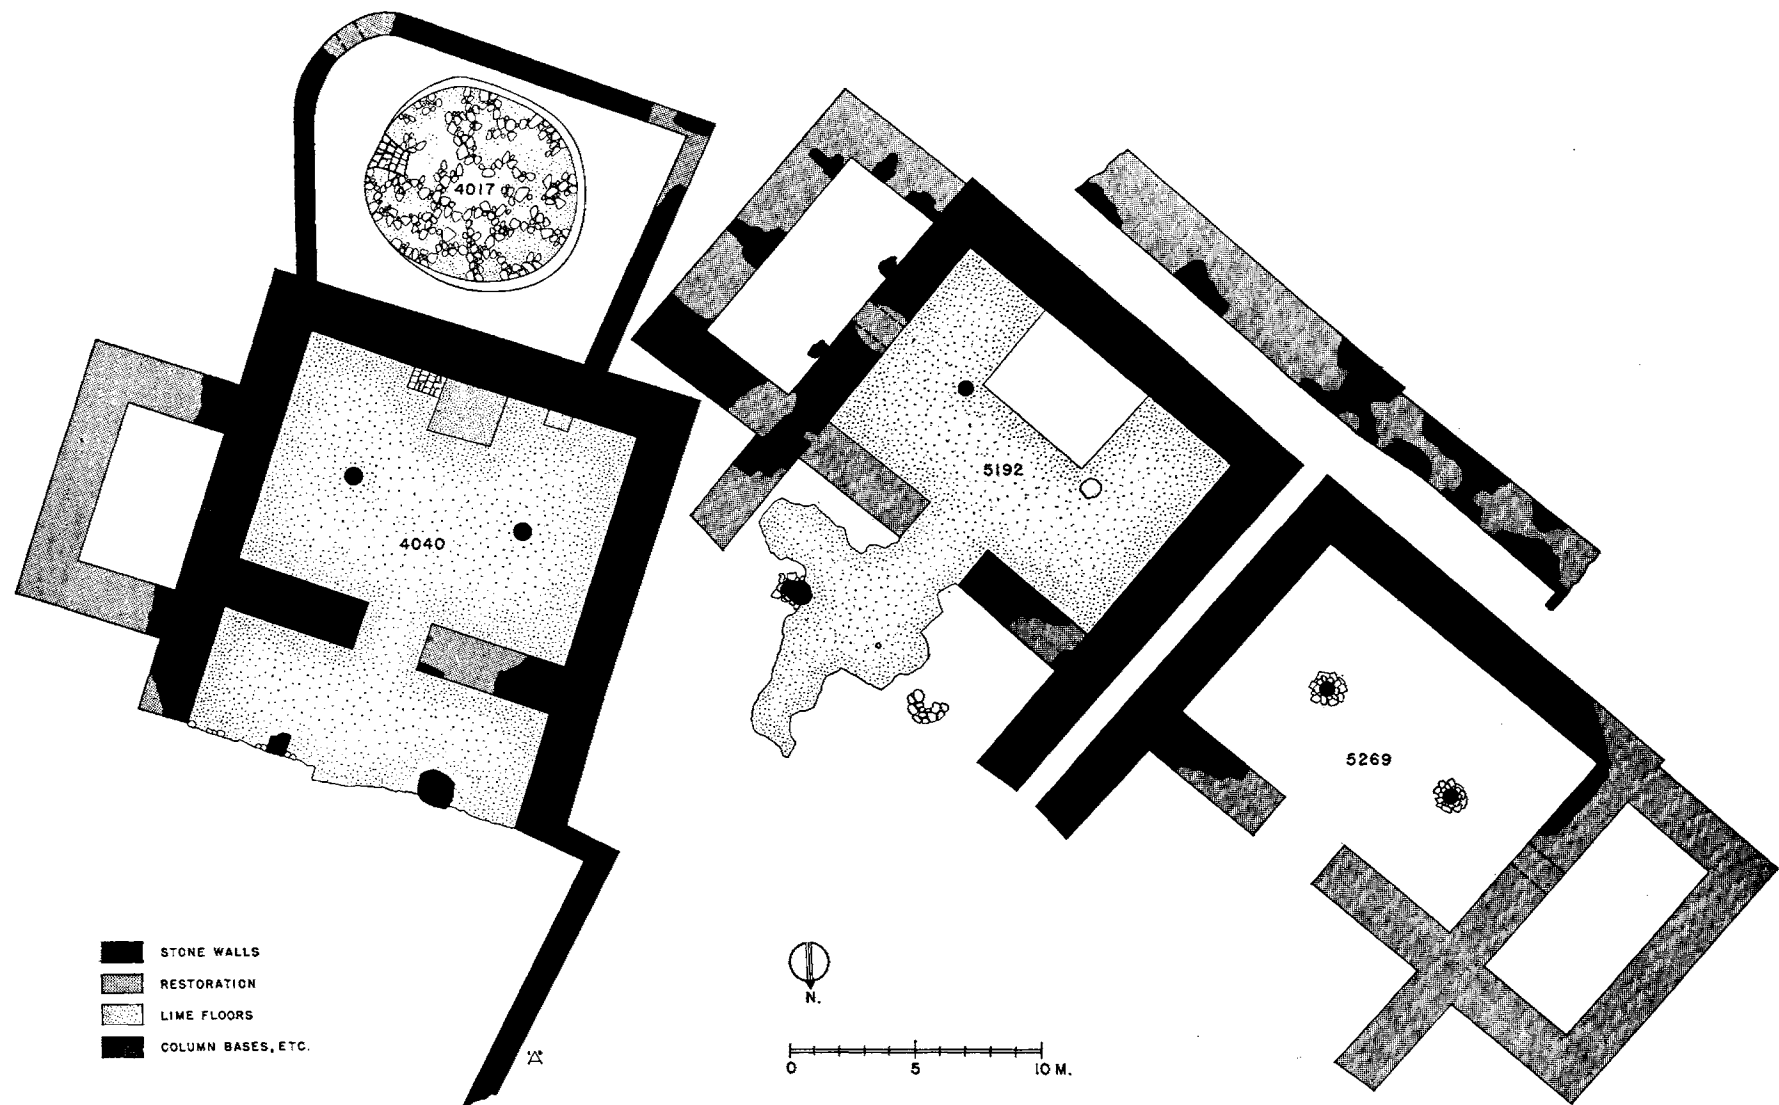 4017
5192
4040
5269
STONE WALLS
RESTORATION
LIME FLOORS
COLUMN BASES, ETC.
N.
0 5 10 M.